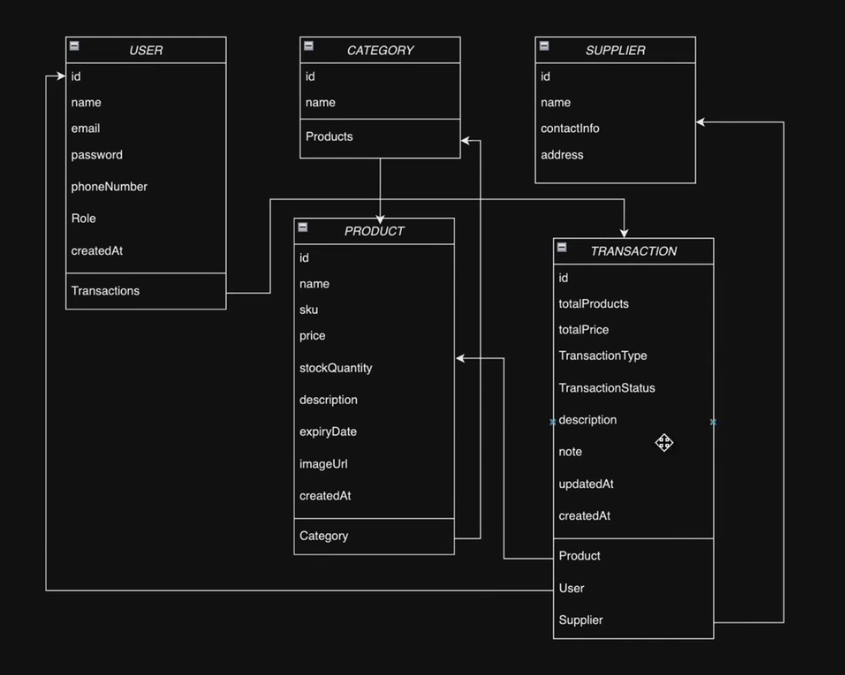 USER
id
name
email
password
phoneNumber
Role
createdAt
Transactions
CATEGORY
id
name
Products
SUPPLIER
id
name
contactInfo
address
PRODUCT
id
name
sku
price
stockQuantity
description
expiryDate
imageUrl
createdAt
Category
TRANSACTION
id
totalProducts
totalPrice
TransactionType
TransactionStatus
description
note
updatedAt
createdAt
Product
User
Supplier